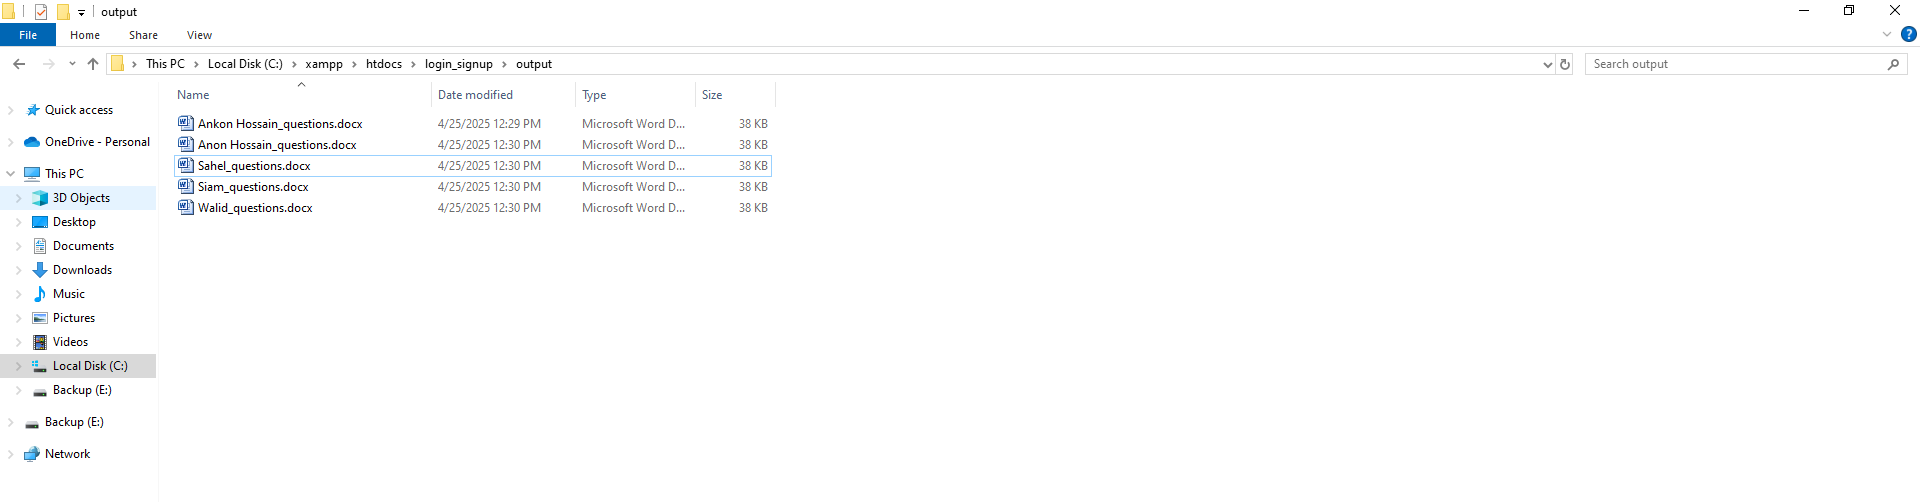 output
File Home Share View
This PC Local Disk (C:) xampp htdocs login_signup output Search output
Name Date modified Type Size
Quick access
OneDrive - Personal
This PC
3D Objects
Desktop
Documents
Downloads
Music
Pictures
Videos
Local Disk (C:)
Backup (E:)
Backup (E:)
Network
Ankon Hossain_questions.docx 4/25/2025 12:29 PM Microsoft Word D... 38 KB
Anon Hossain_questions.docx 4/25/2025 12:30 PM Microsoft Word D... 38 KB
Sahel_questions.docx 4/25/2025 12:30 PM Microsoft Word D... 38 KB
Siam_questions.docx 4/25/2025 12:30 PM Microsoft Word D... 38 KB
Walid_questions.docx 4/25/2025 12:30 PM Microsoft Word D... 38 KB